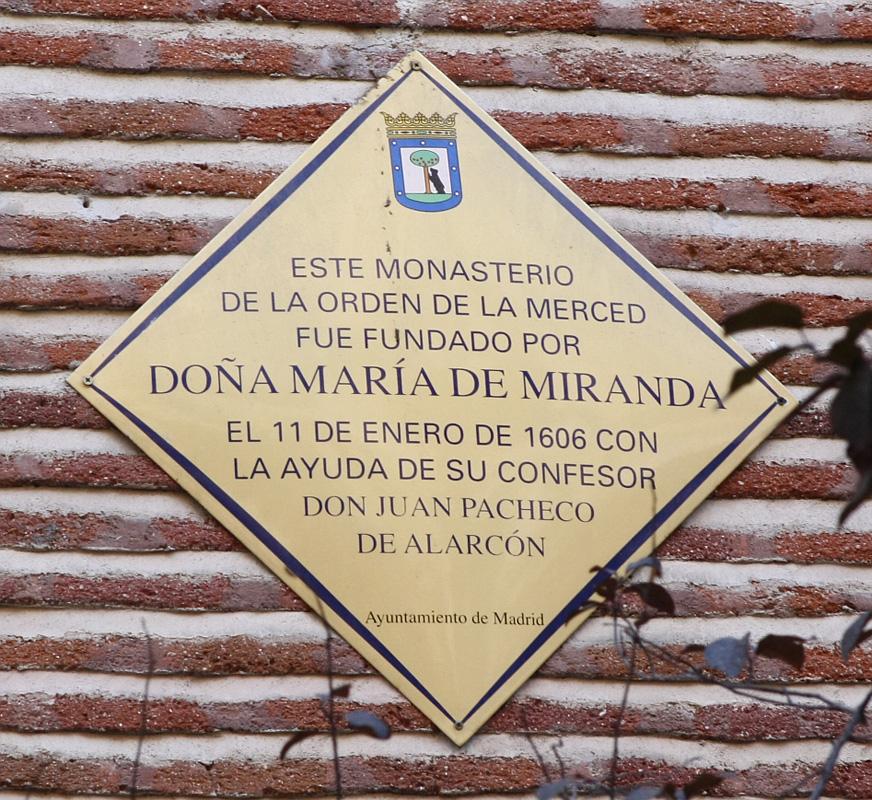 ESTE MONASTERIO
DE LA ORDEN DE LA MERCED
FUE FUNDADO POR
DOÑA MARÍA DE MIRANDA
EL 11 DE ENERO DE 1606 CON
LA AYUDA DE SU CONFESOR
DON JUAN PACHECO
DE ALARCÓN
Ayuntamiento de Madrid